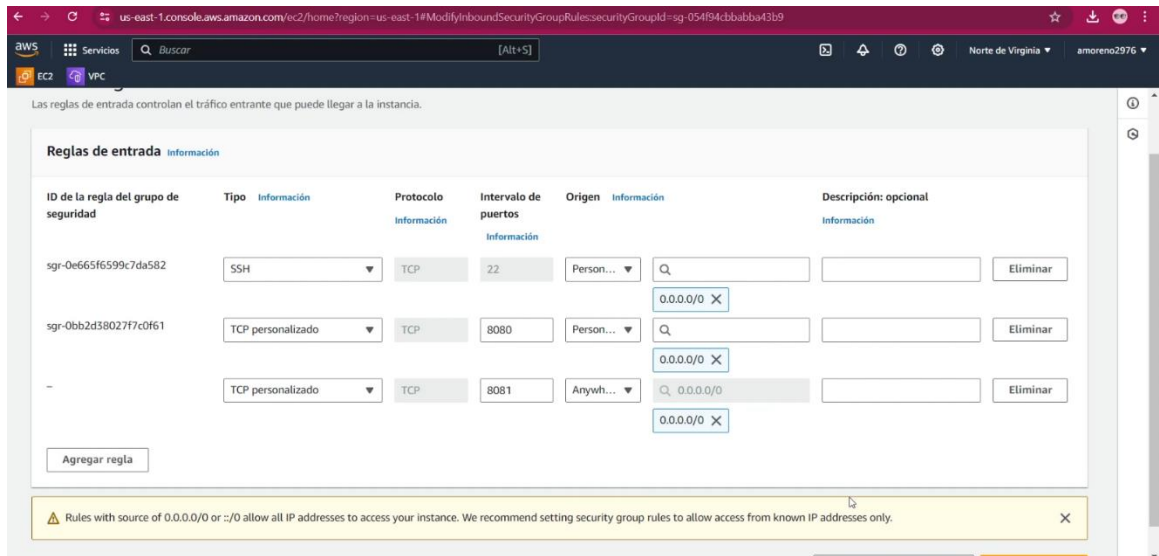 us-east-1.console.aws.amazon.com/ec2/home?region=us-east-1#ModifyInboundSecurityGroupRules:securityGroupId=sg-054f94cbbabba43b9
aws Servicios Buscar [Alt+S] Norte de Virginia amoreno2976
EC2 VPC
Las reglas de entrada controlan el tráfico entrante que puede llegar a la instancia.
Reglas de entrada Información
ID de la regla del grupo de seguridad Tipo Información Protocolo Información Intervalo de puertos Información Origen Información Descripción: opcional Información
sgr-0e665f6599c7da582 SSH TCP 22 Person... Eliminar
0.0.0.0/0
sgr-0bb2d38027f7c0f61 TCP personalizado TCP 8080 Person... Eliminar
0.0.0.0/0
– TCP personalizado TCP 8081 Anywh... 0.0.0.0/0 Eliminar
0.0.0.0/0
Agregar regla
Rules with source of 0.0.0.0/0 or ::/0 allow all IP addresses to access your instance. We recommend setting security group rules to allow access from known IP addresses only.